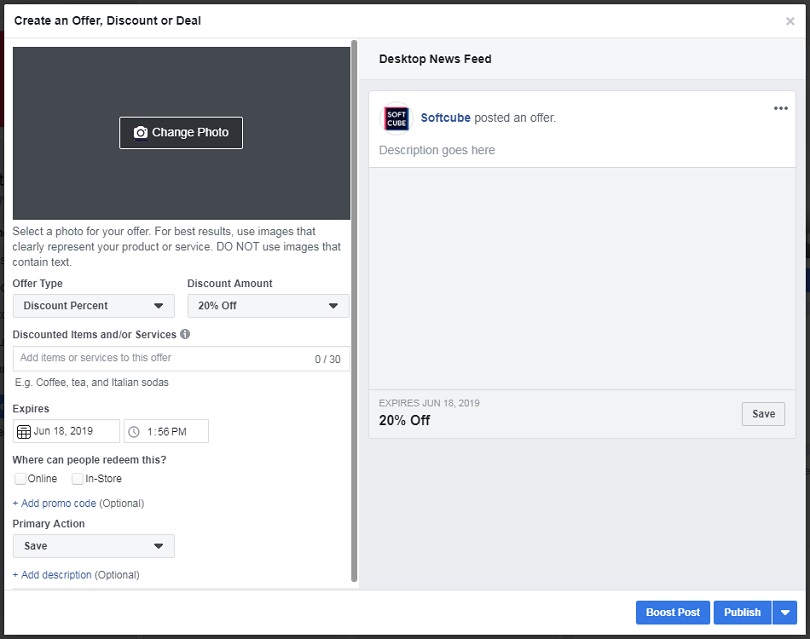 Create an Offer, Discount or Deal
Change Photo
Select a photo for your offer. For best results, use images that
clearly represent your product or service. DO NOT use images that
contain text.
Offer Type
Discount Amount
Discount Percent
20% Off
Discounted Items and/or Services
Add items or services to this offer
0 / 30
E.g. Coffee, tea, and Italian sodas
Expires
Jun 18, 2019
1:56 PM
Where can people redeem this?
Online
In-Store
+ Add promo code (Optional)
Primary Action
Save
+ Add description (Optional)
Desktop News Feed
SOFT
CUBE
Softcube posted an offer.
Description goes here
EXPIRES JUN 18, 2019
20% Off
Save
Boost Post
Publish